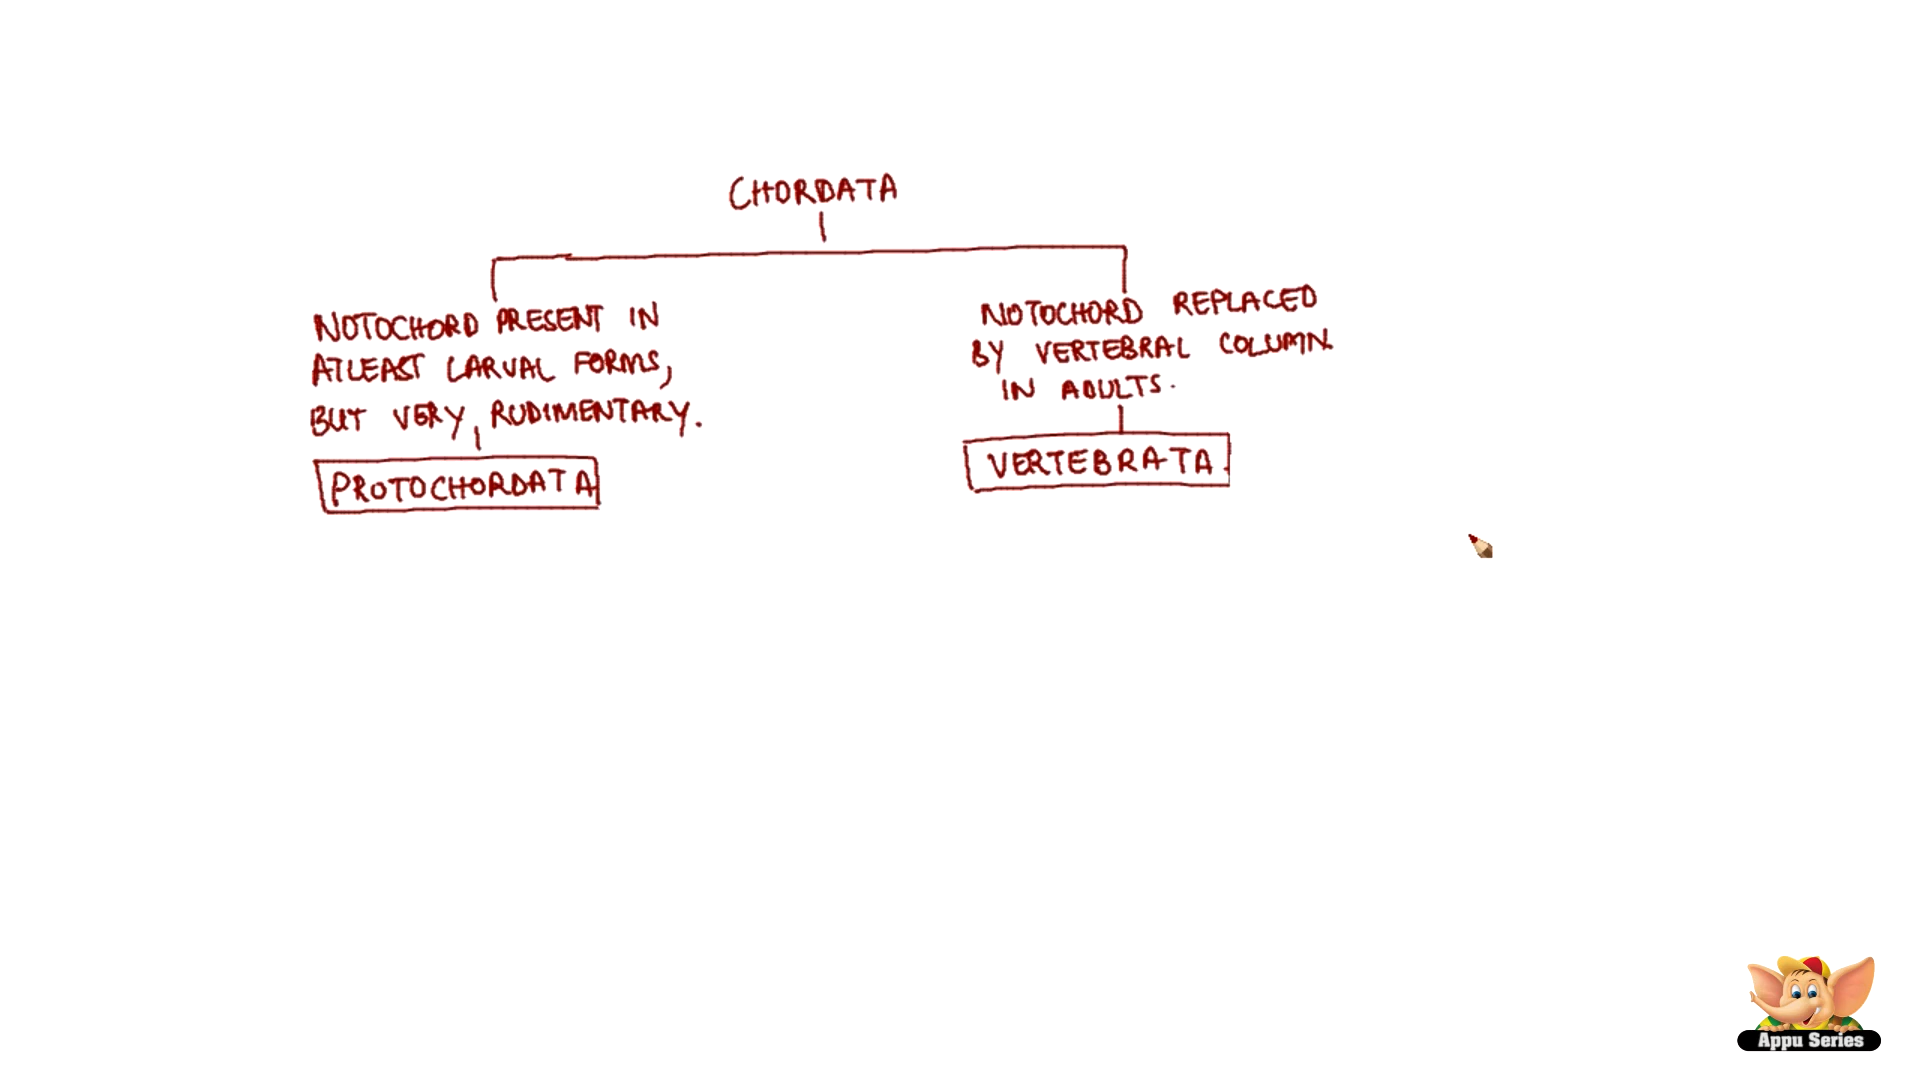 CHORDATA
NOTOCHORD PRESENT IN
ATLEAST LARVAL FORMS,
BUT VERY RUDIMENTARY.
PROTOCHORDATA
NOTOCHORD REPLACED
BY VERTEBRAL COLUMN.
IN ADULTS.
VERTEBRATA.
Appu Series